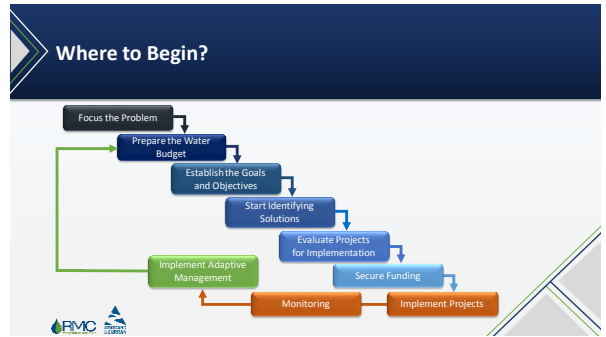 Where to Begin?
Focus the Problem
Prepare the Water
Budget
Establish the Goals
and Objectives
Start Identifying
Solutions
Evaluate Projects
for Implementation
Implement Adaptive
Management
Secure Funding
Monitoring
Implement Projects
RMC